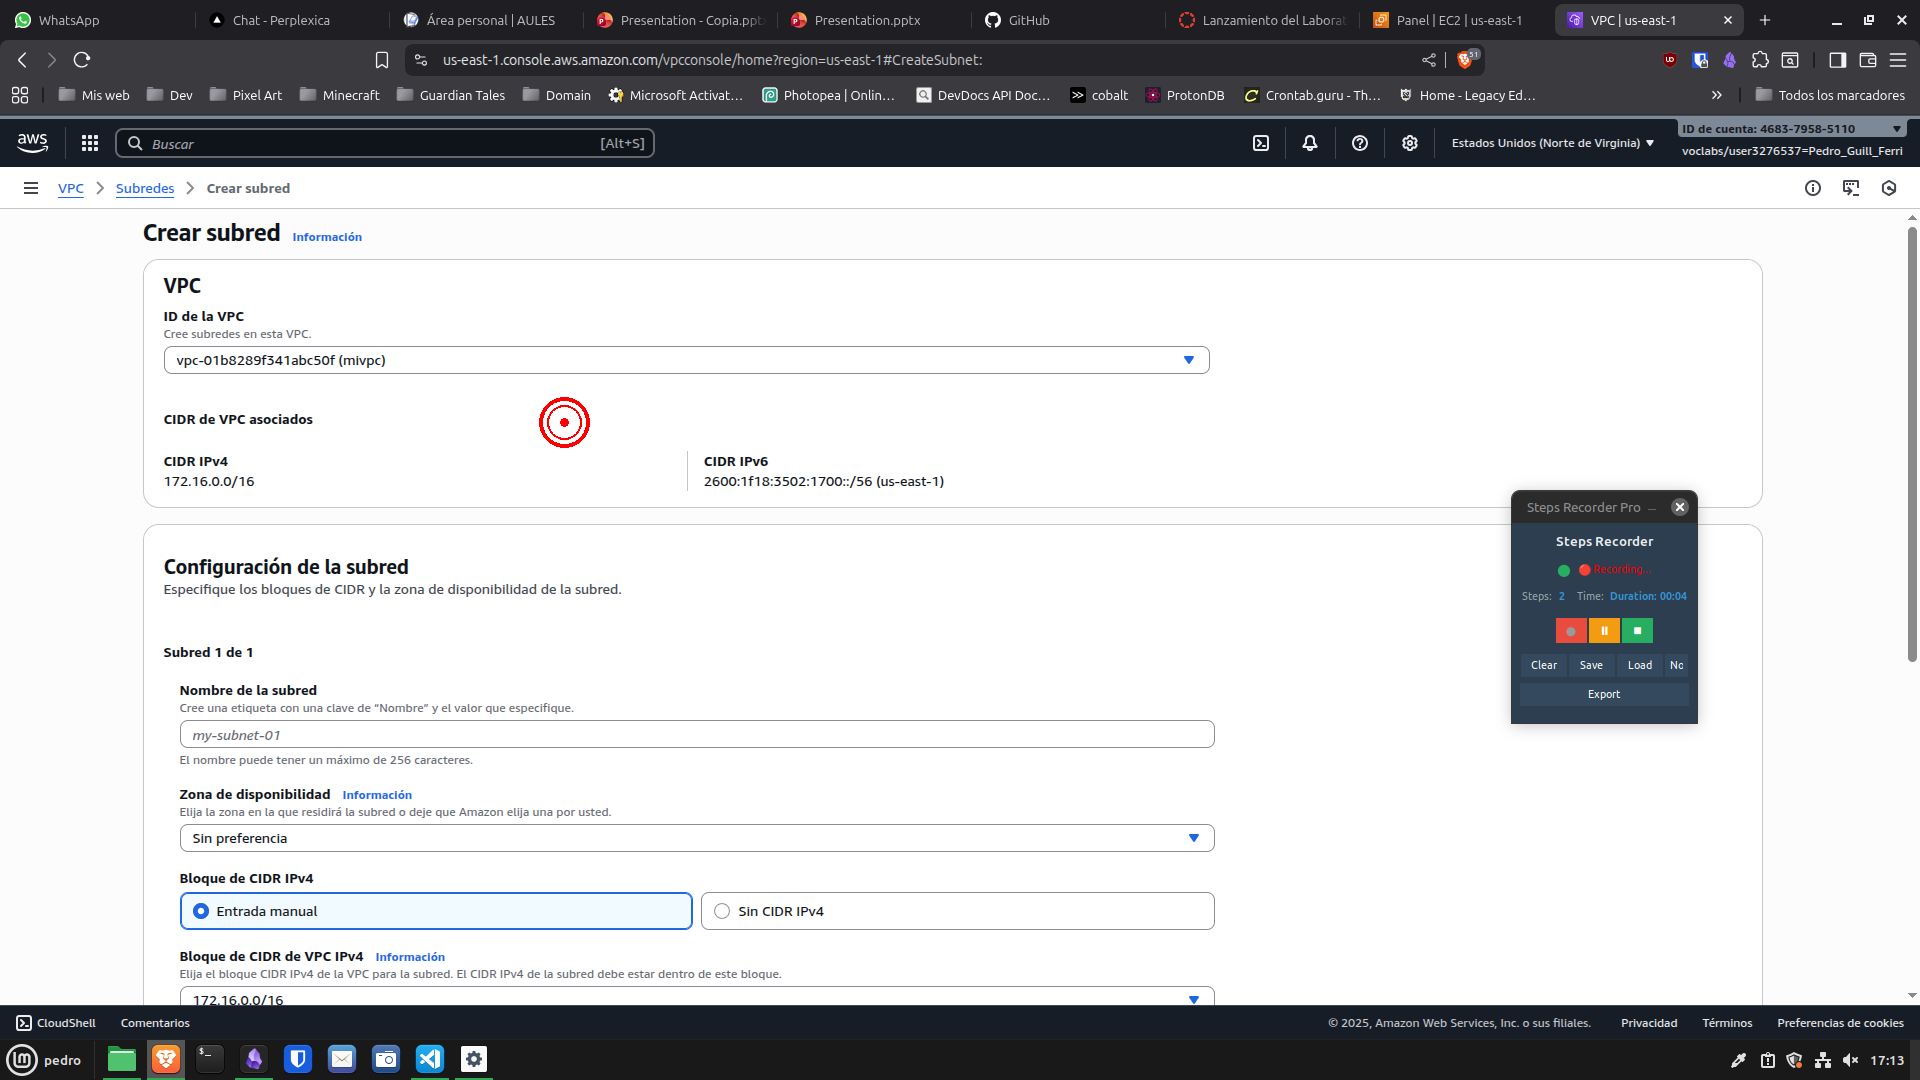 WhatsApp
Chat - Perplexica
Área personal | AULES
Presentation - Copia.ppt
Presentation.pptx
GitHub
Lanzamiento del Laborat
Panel | EC2 | us-east-1
VPC | us-east-1
us-east-1.console.aws.amazon.com/vpcconsole/home?region=us-east-1#CreateSubnet:
51
Mis web
Dev
Pixel Art
Minecraft
Guardian Tales
Domain
Microsoft Activat...
Photopea | Onlin...
DevDocs API Doc...
cobalt
ProtonDB
Crontab.guru - Th...
Home - Legacy Ed...
Todos los marcadores
aws
Buscar
[Alt+S]
Estados Unidos (Norte de Virginia)
ID de cuenta: 4683-7958-5110
voclabs/user3276537=Pedro_Guill_Ferri
VPC
Subredes
Crear subred
Crear subred
Información
VPC
ID de la VPC
Cree subredes en esta VPC.
vpc-01b8289f341abc50f (mivpc)
CIDR de VPC asociados
CIDR IPv4
172.16.0.0/16
CIDR IPv6
2600:1f18:3502:1700::/56 (us-east-1)
Configuración de la subred
Especifique los bloques de CIDR y la zona de disponibilidad de la subred.
Subred 1 de 1
Nombre de la subred
Cree una etiqueta con una clave de “Nombre” y el valor que especifique.
my-subnet-01
El nombre puede tener un máximo de 256 caracteres.
Zona de disponibilidad
Información
Elija la zona en la que residirá la subred o deje que Amazon elija una por usted.
Sin preferencia
Bloque de CIDR IPv4
Entrada manual
Sin CIDR IPv4
Bloque de CIDR de VPC IPv4
Información
Elija el bloque CIDR IPv4 de la VPC para la subred. El CIDR IPv4 de la subred debe estar dentro de este bloque.
172.16.0.0/16
Steps Recorder Pro
Steps Recorder
Recording...
Steps: 2 Time: Duration: 00:04
Clear
Save
Load
No
Export
CloudShell
Comentarios
© 2025, Amazon Web Services, Inc. o sus filiales.
Privacidad
Términos
Preferencias de cookies
pedro
17:13